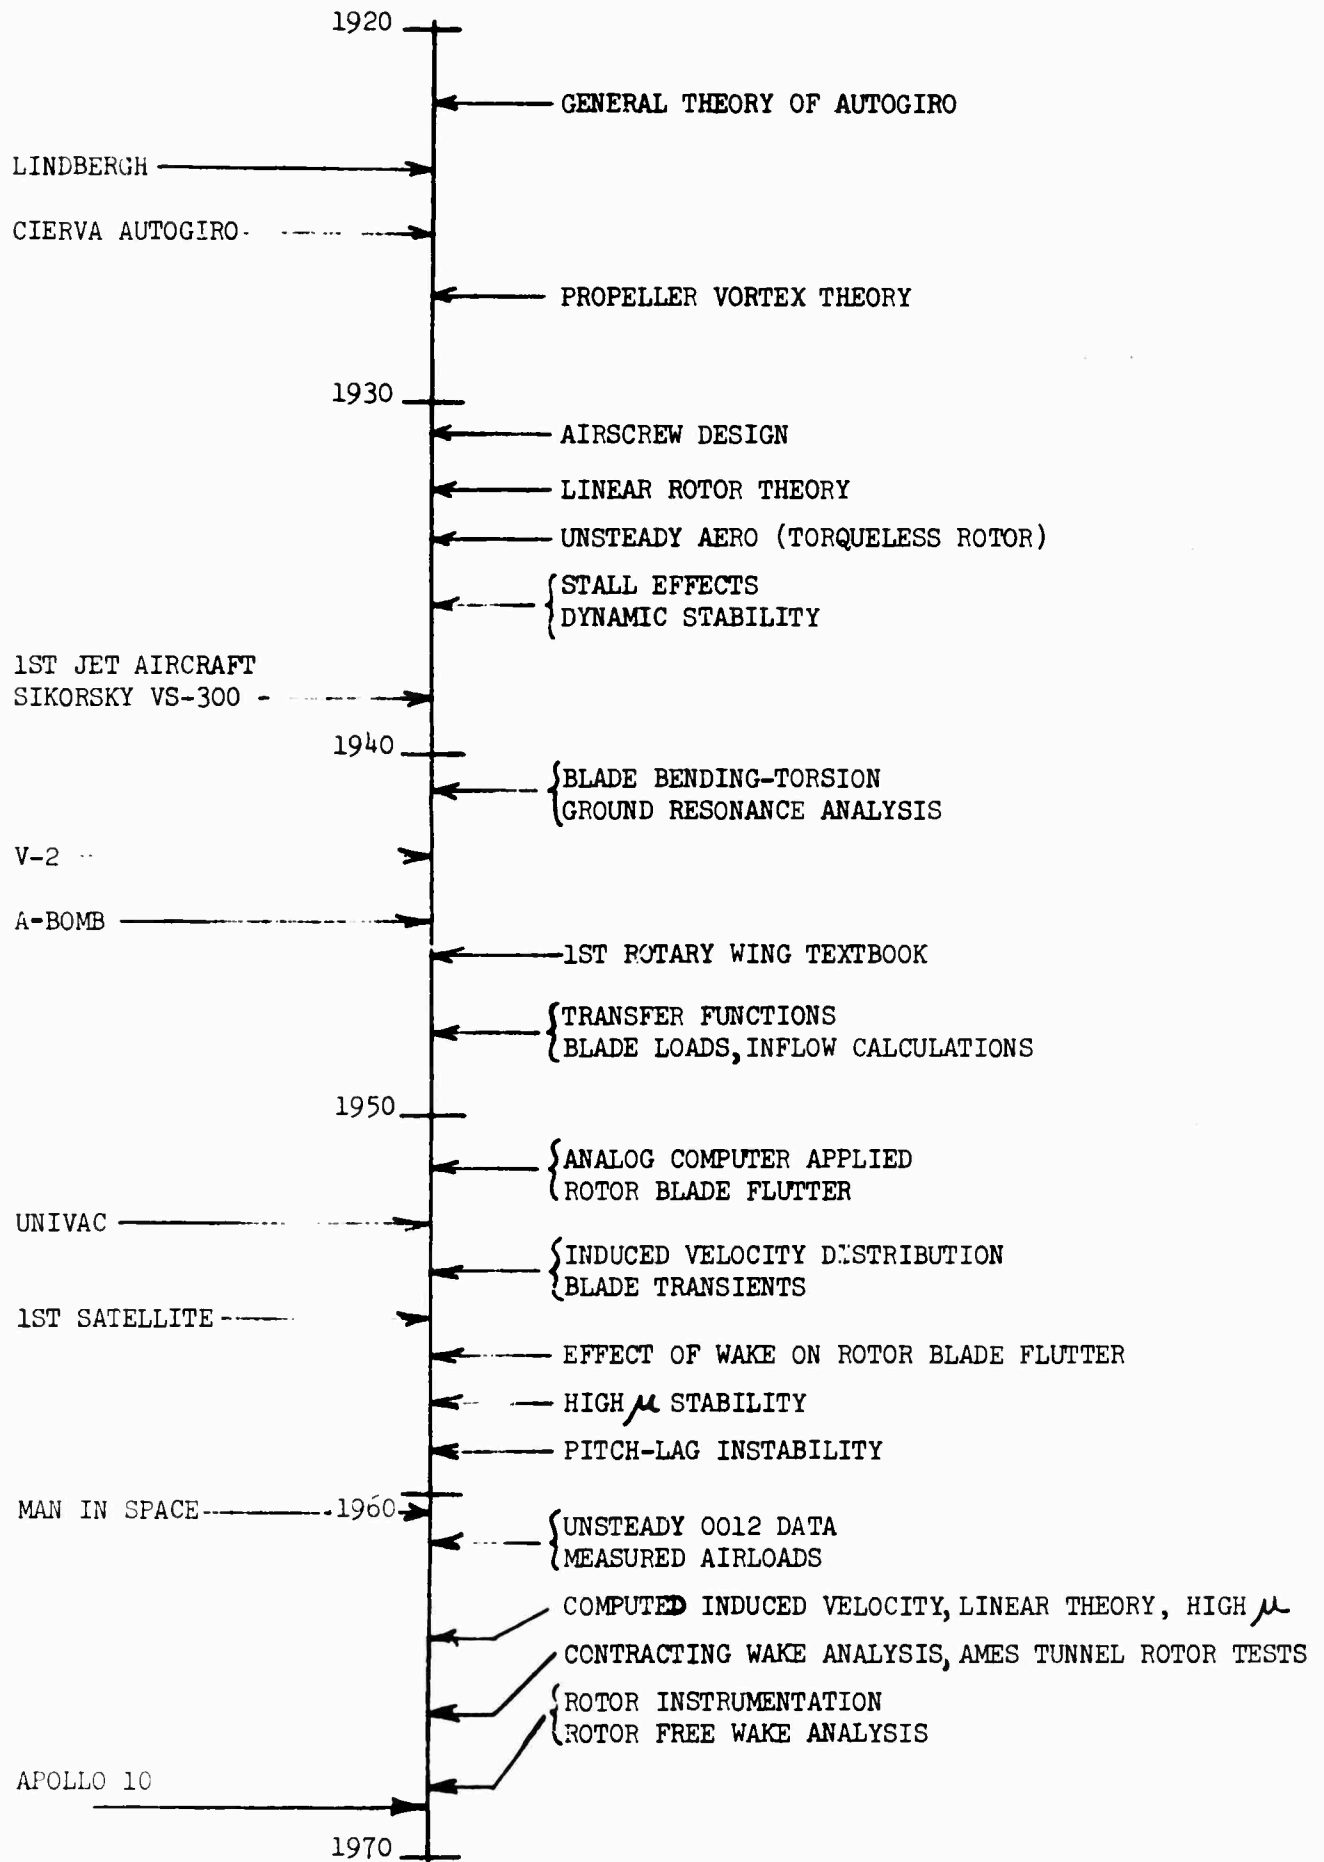 1920
GENERAL THEORY OF AUTOGIRO
LINDBERGH
CIERVA AUTOGIRO
PROPELLER VORTEX THEORY
1930
AIRSCREW DESIGN
LINEAR ROTOR THEORY
UNSTEADY AERO (TORQUELESS ROTOR)
STALL EFFECTS
DYNAMIC STABILITY
1ST JET AIRCRAFT
SIKORSKY VS-300
1940
BLADE BENDING-TORSION
GROUND RESONANCE ANALYSIS
V-2
A-BOMB
1ST ROTARY WING TEXTBOOK
TRANSFER FUNCTIONS
BLADE LOADS, INFLOW CALCULATIONS
1950
ANALOG COMPUTER APPLIED
ROTOR BLADE FLUTTER
UNIVAC
INDUCED VELOCITY DISTRIBUTION
BLADE TRANSIENTS
1ST SATELLITE
EFFECT OF WAKE ON ROTOR BLADE FLUTTER
HIGH μ STABILITY
PITCH-LAG INSTABILITY
MAN IN SPACE
1960
UNSTEADY 0012 DATA
MEASURED AIRLOADS
COMPUTED INDUCED VELOCITY, LINEAR THEORY, HIGH μ
CONTRACTING WAKE ANALYSIS, AMES TUNNEL ROTOR TESTS
ROTOR INSTRUMENTATION
ROTOR FREE WAKE ANALYSIS
APOLLO 10
1970